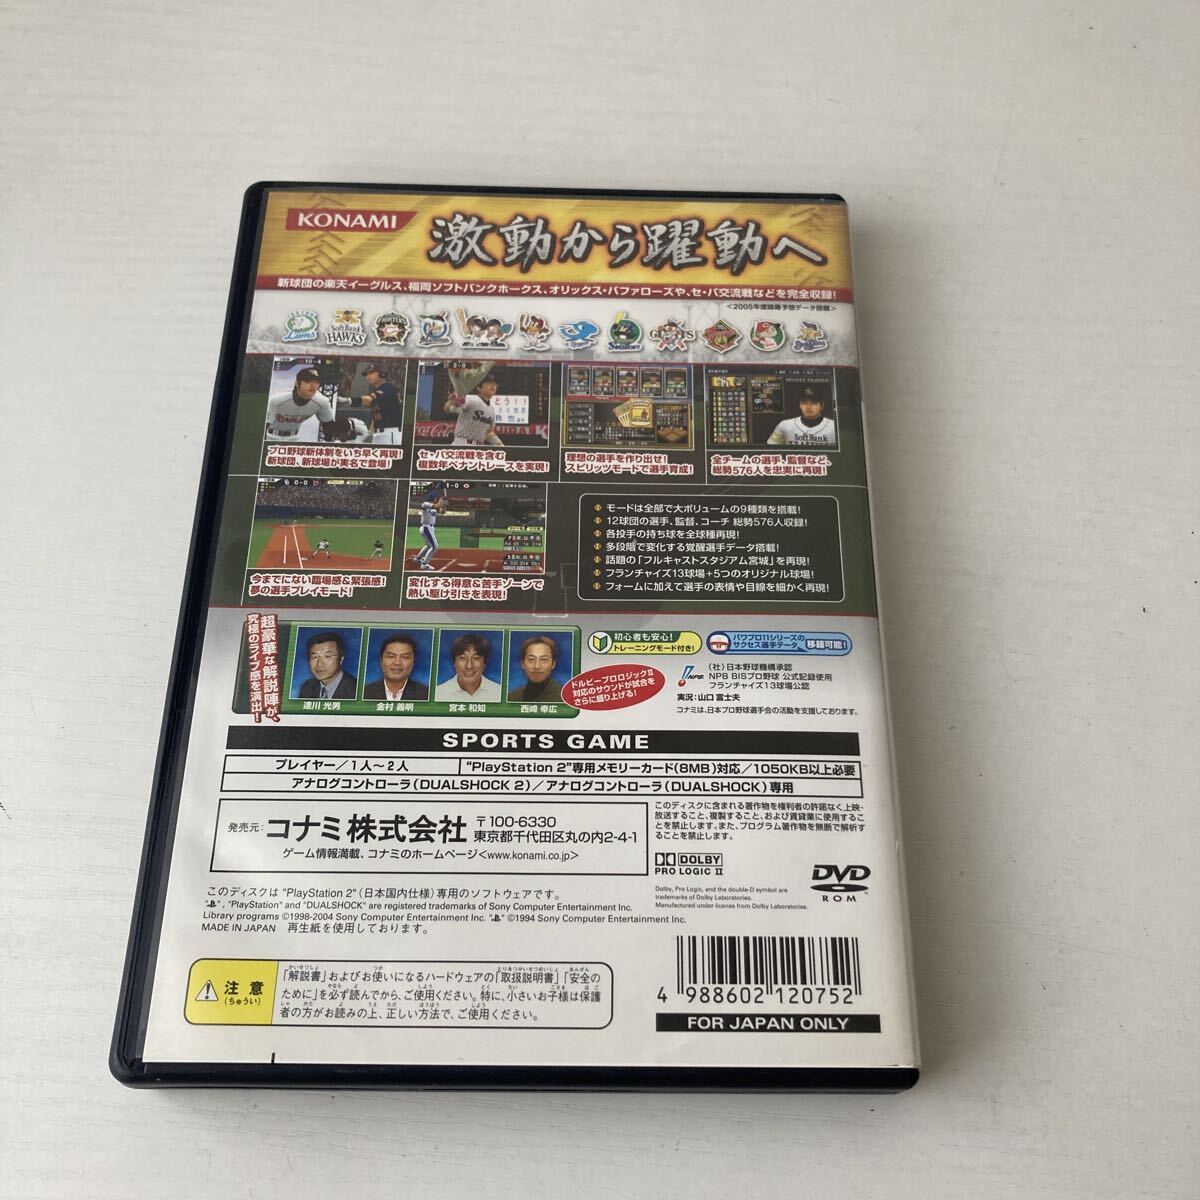 KONAMI
激動から躍動へ
新球団の楽天イーグルス、福岡ソフトバンクホークス、オリックス・バファローズや、セ・パ交流戦などを完全収録!
<2005年度開幕予想データ搭載>
Lions
SoftBank
HAWKS
FIGHTERS
プロ野球新体制をいち早く再現!
新球団、新球場が実名で登場!
セ・パ交流戦を含む
複数年ペナントレースを実現!
理想の選手を作り出せ!
スピリッツモードで選手育成!
全チームの選手、監督など、
総勢576人を忠実に再現!
今までにない臨場感&緊張感!
夢の選手プレイモード!
変化する得意&苦手ゾーンで
熱い駆け引きを表現!
モードは全部で大ボリュームの9種類を搭載!
12球団の選手、監督、コーチ 総勢576人収録!
各投手の持ち球を全球種再現!
多段階で変化する覚醒選手データ搭載!
話題の「フルキャストスタジアム宮城」を再現!
フランチャイズ13球場+5つのオリジナル球場!
フォームに加えて選手の表情や目線を細かく再現!
超豪華な解説陣が、
究極のライブ感を演出!
達川 光男
金村 義明
宮本 和知
西崎 幸広
初心者も安心!
トレーニングモード付き!
パワプロ11シリーズの
サクセス選手データ
移籍可能!
ドルビープロロジックII
対応のサウンドが試合を
さらに盛り上げる!
NPB
(社)日本野球機構承認
NPB BISプロ野球 公式記録使用
フランチャイズ13球場公認
実況:山口 富士夫
コナミは、日本プロ野球選手会の活動を支援しております。
SPORTS GAME
プレイヤー/1人~2人
"PlayStation 2"専用メモリーカード(8MB)対応/1050KB以上必要
アナログコントローラ(DUALSHOCK 2)/アナログコントローラ(DUALSHOCK)専用
発売元:コナミ株式会社
〒100-6330
東京都千代田区丸の内2-4-1
ゲーム情報満載、コナミのホームページ<www.konami.co.jp>
このディスクに含まれる著作物を権利者の許諾なく上映・
放送すること、複製すること、および賃貸業に使用すること
を禁止します。また、プログラム著作物を無断で解析す
ることを禁止します。
DOLBY
PRO LOGIC II
DVD
ROM
Dolby, Pro Logic, and the double-D symbol are
trademarks of Dolby Laboratories.
Manufactured under license from Dolby Laboratories.
このディスクは "PlayStation 2"(日本国内仕様)専用のソフトウェアです。
" ", "PlayStation" and "DUALSHOCK" are registered trademarks of Sony Computer Entertainment Inc.
Library programs ©1998-2004 Sony Computer Entertainment Inc. " " ©1994 Sony Computer Entertainment Inc.
MADE IN JAPAN 再生紙を使用しております。
注意
(ちゅうい)
「解説書」およびお使いになるハードウェアの「取扱説明書」「安全の
ために」を必ず読んでから、ご使用ください。特に、小さいお子様は保護
者の方がお読みの上、正しい方法で、ご使用ください。
4 988602 120752
FOR JAPAN ONLY